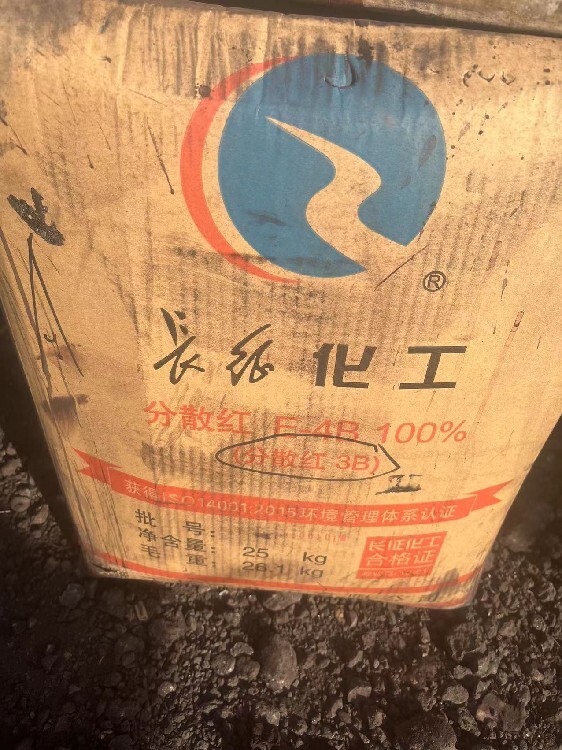 ®
长征化工
分散红 E-4B 100%
(分散红 3B)
获得ISO14001:2015环境管理体系认证
批 号:
净含量: 25 kg
毛 重: 26.1 kg
长征化工
合格证